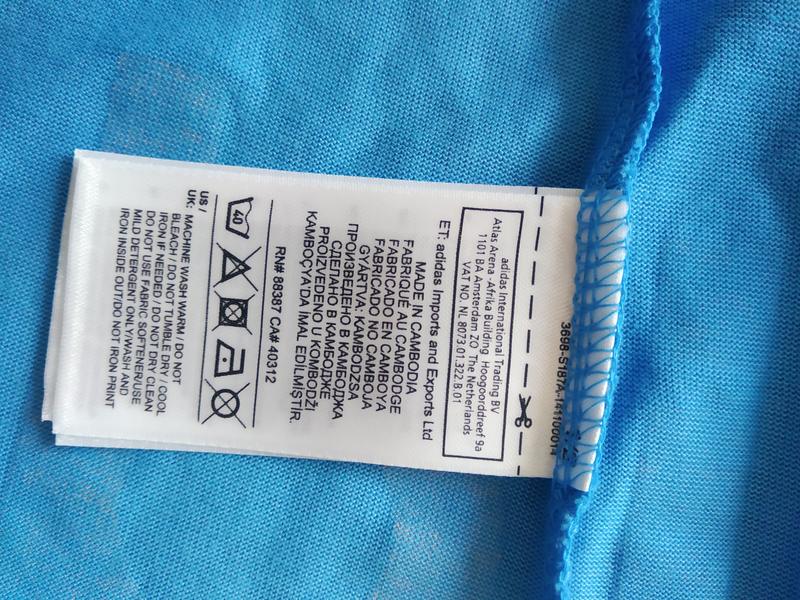 3698-S187A-14110001
adidas International Trading BV
Atlas Arena -Afrika Building Hoogoorddreef 9a
1101 BA Amsterdam ZO The Netherlands
VAT NO. NL 8073.01.322.B.01
ET: adidas Imports and Exports Ltd
MADE IN CAMBODIA
FABRIQUÉ AU CAMBODGE
FABRICADO EN CAMBOYA
FABRICADO NO CAMBOJA
GYÁRTVA: KAMBODZSA
ПРОИЗВЕДЕНО В КАМБОДЖА
СДЕЛАНО В КАМБОДЖЕ
PROIZVEDENO U KOMBODŽI
KAMBOÇYA'DA İMAL EDİLMİŞTİR.
RN# 88387 CA# 40312
40
US /
UK: MACHINE WASH WARM / DO NOT
BLEACH / DO NOT TUMBLE DRY / COOL
IRON IF NEEDED / DO NOT DRY CLEAN
DO NOT USE FABRIC SOFTENER/USE
MILD DETERGENT ONLY/WASH AND
IRON INSIDE OUT/DO NOT IRON PRINT